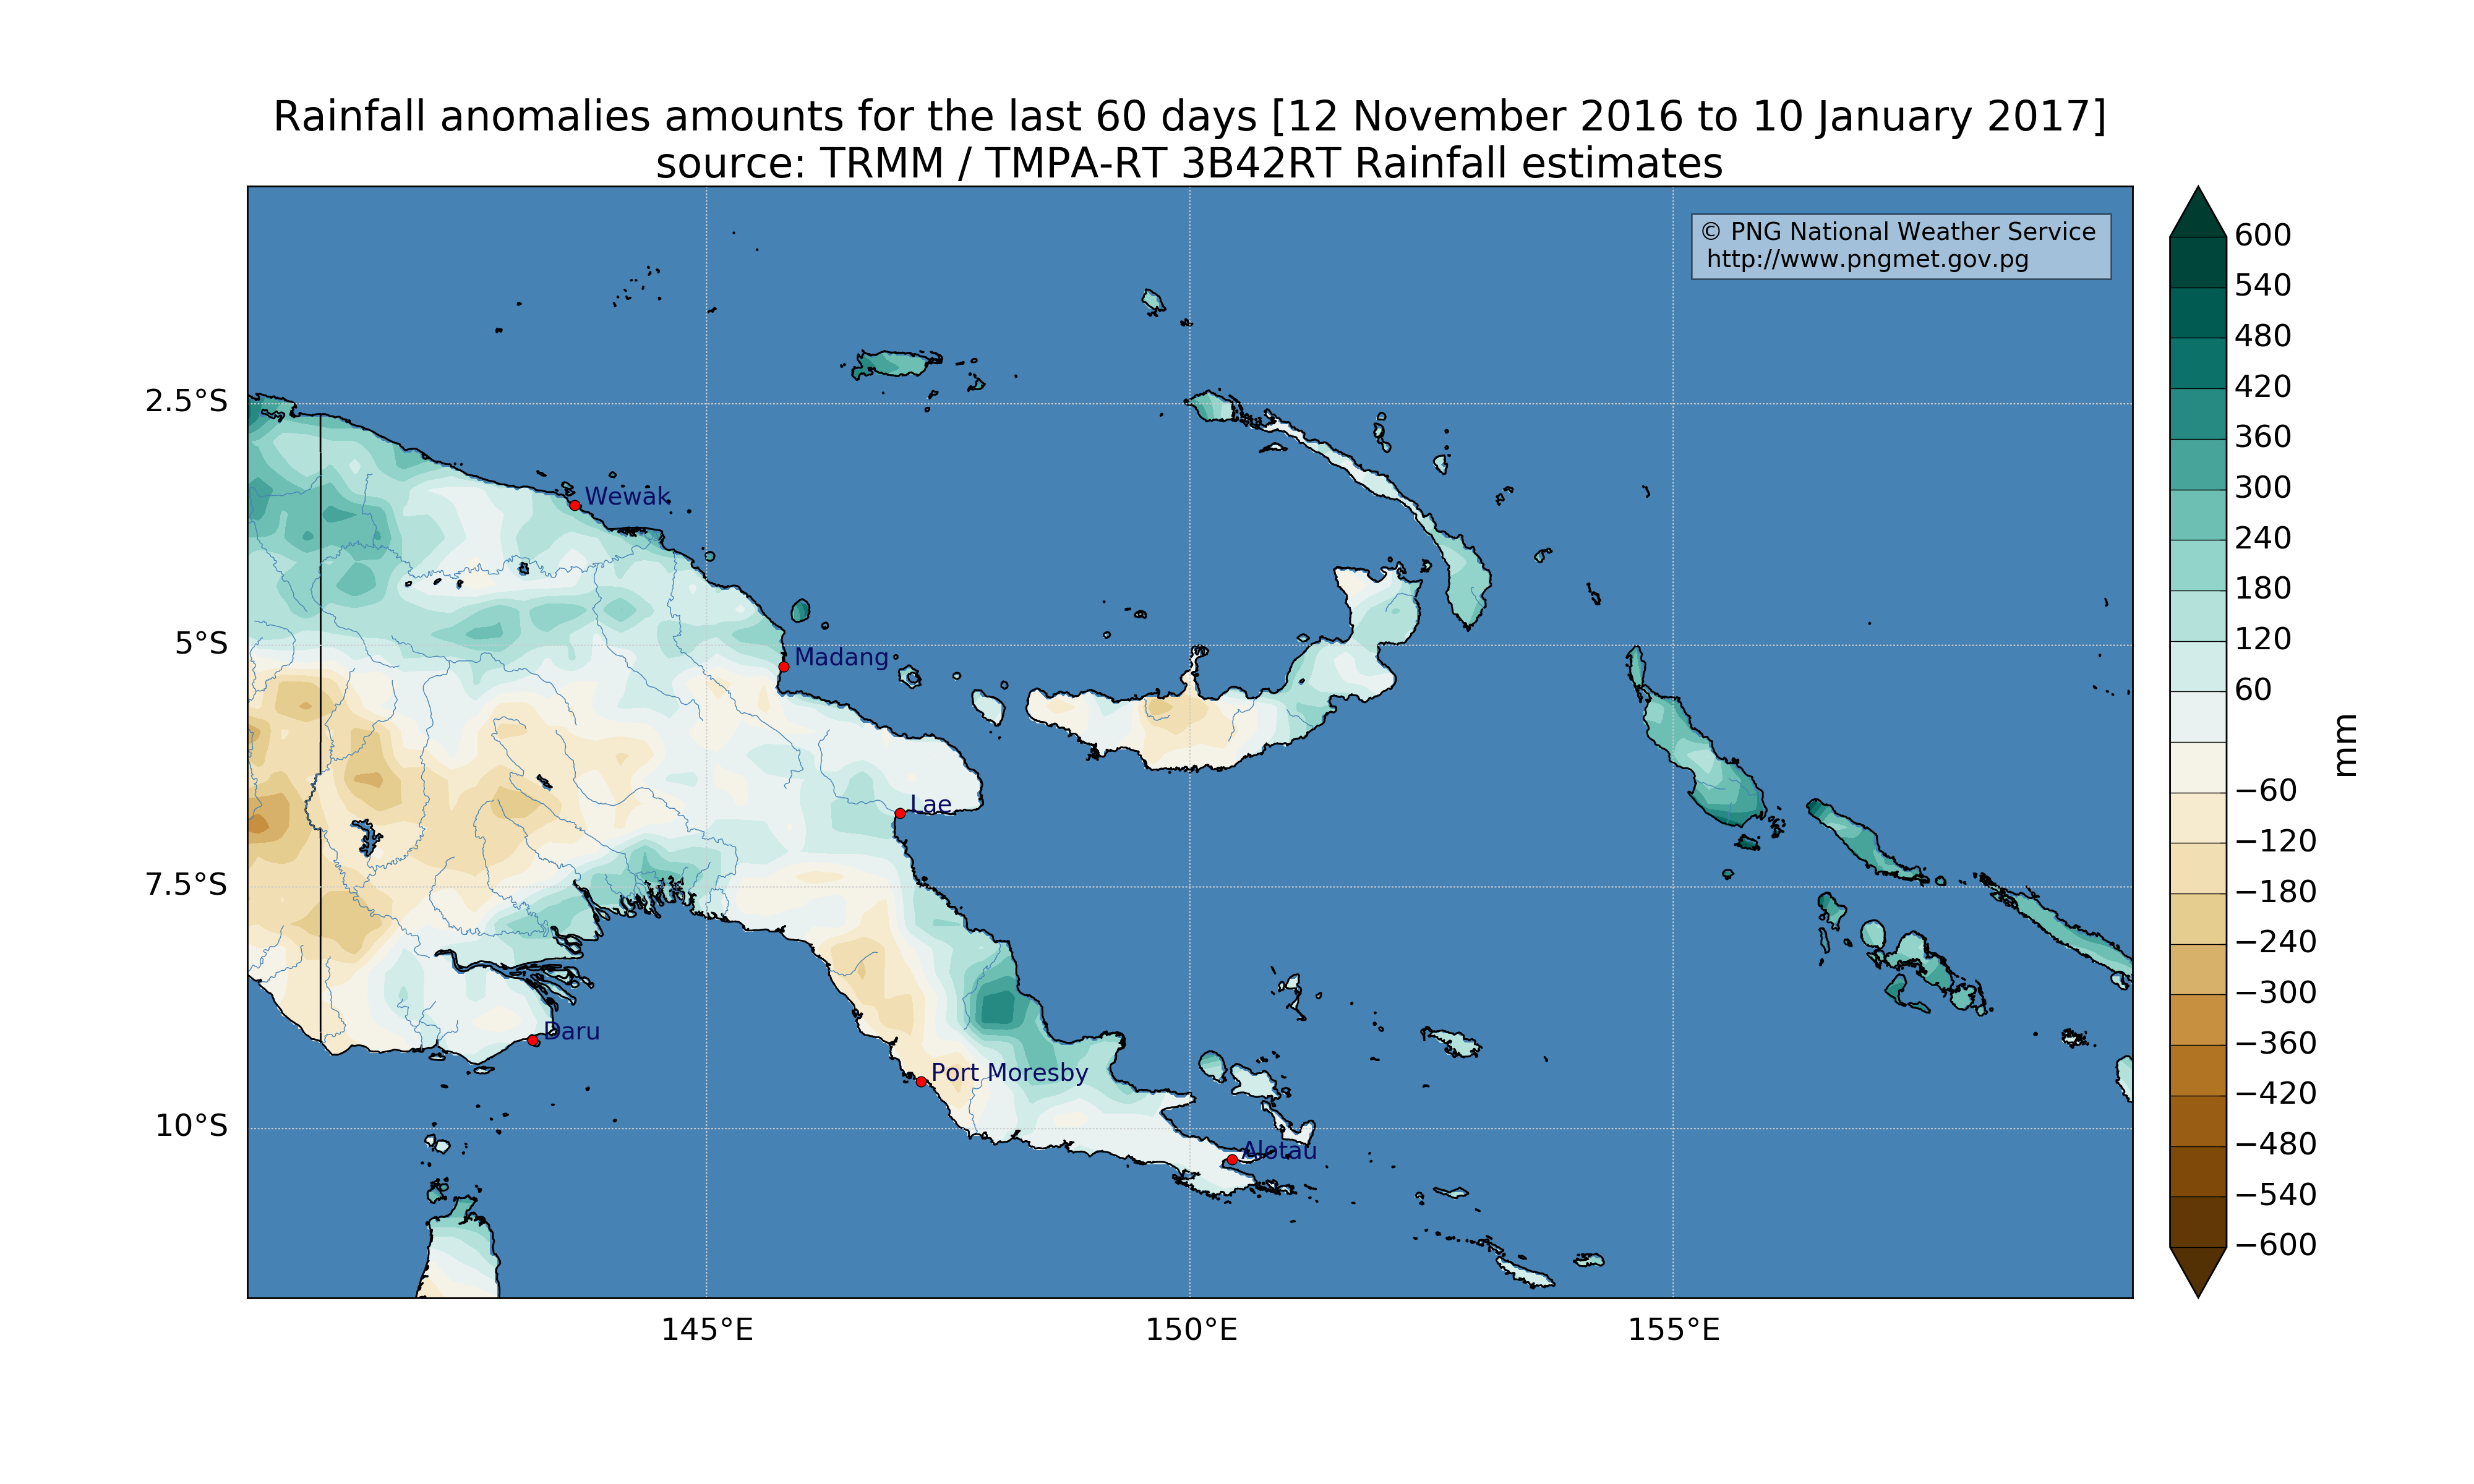 Rainfall anomalies amounts for the last 60 days [12 November 2016 to 10 January 2017]
source: TRMM / TMPA-RT 3B42RT Rainfall estimates
© PNG National Weather Service
http://www.pngmet.gov.pg
2.5°S
5°S
7.5°S
10°S
Wewak
Madang
Lae
Daru
Port Moresby
Alotau
145°E
150°E
155°E
600
540
480
420
360
300
240
180
120
60
−60
−120
−180
−240
−300
−360
−420
−480
−540
−600
mm